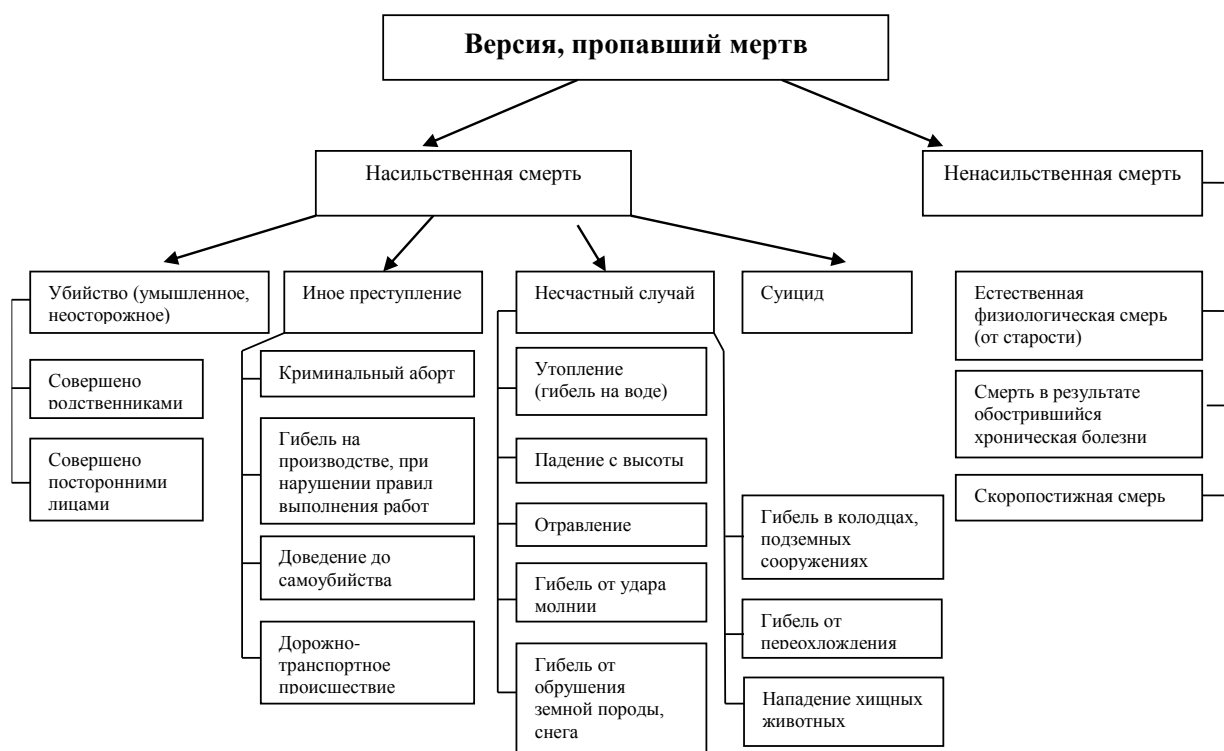 Версия, пропавший мертв
Насильственная смерть
Ненасильственная смерть
Убийство (умышленное,
неосторожное)
Совершено
родственниками
Совершено
посторонними
лицами
Иное преступление
Криминальный аборт
Гибель на
производстве, при
нарушении правил
выполнения работ
Доведение до
самоубийства
Дорожно-
транспортное
происшествие
Несчастный случай
Утопление
(гибель на воде)
Падение с высоты
Отравление
Гибель от удара
молнии
Гибель от
обрушения
земной породы,
снега
Гибель в колодцах,
подземных
сооружениях
Гибель от
переохлождения
Нападение хищных
животных
Суицид
Естественная
физиологическая смерь
(от старости)
Смерть в результате
обострившийся
хроническая болезни
Скоропостижная смерь